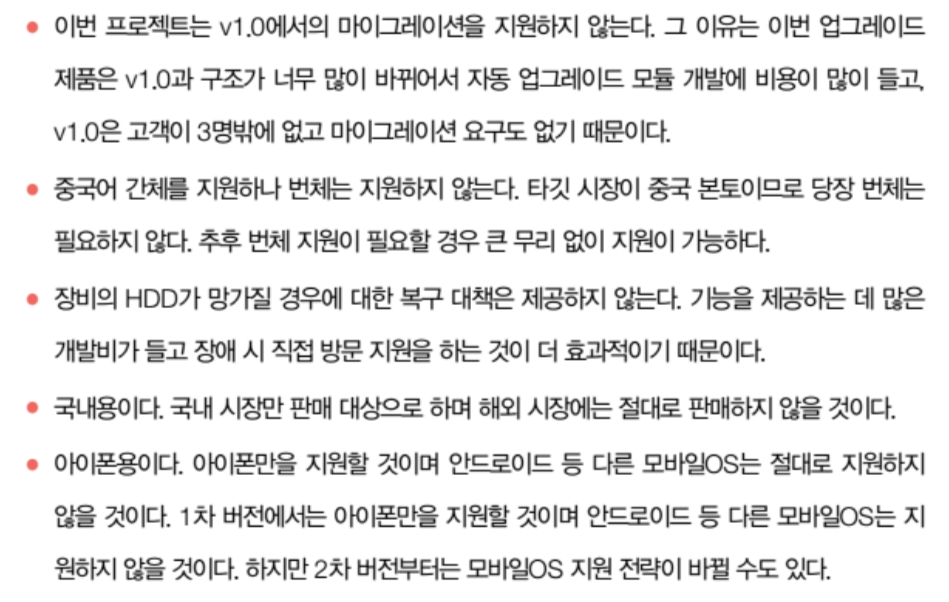 • 이번 프로젝트는 v1.0에서의 마이그레이션을 지원하지 않는다. 그 이유는 이번 업그레이드
제품은 v1.0과 구조가 너무 많이 바뀌어서 자동 업그레이드 모듈 개발에 비용이 많이 들고,
v1.0은 고객이 3명밖에 없고 마이그레이션 요구도 없기 때문이다.
• 중국어 간체를 지원하나 번체는 지원하지 않는다. 타깃 시장이 중국 본토이므로 당장 번체는
필요하지 않다. 추후 번체 지원이 필요할 경우 큰 무리 없이 지원이 가능하다.
• 장비의 HDD가 망가질 경우에 대한 복구 대책은 제공하지 않는다. 기능을 제공하는 데 많은
개발비가 들고 장애 시 직접 방문 지원을 하는 것이 더 효과적이기 때문이다.
• 국내용이다. 국내 시장만 판매 대상으로 하며 해외 시장에는 절대로 판매하지 않을 것이다.
• 아이폰용이다. 아이폰만을 지원할 것이며 안드로이드 등 다른 모바일OS는 절대로 지원하지
않을 것이다. 1차 버전에서는 아이폰만을 지원할 것이며 안드로이드 등 다른 모바일OS는 지
원하지 않을 것이다. 하지만 2차 버전부터는 모바일OS 지원 전략이 바뀔 수도 있다.